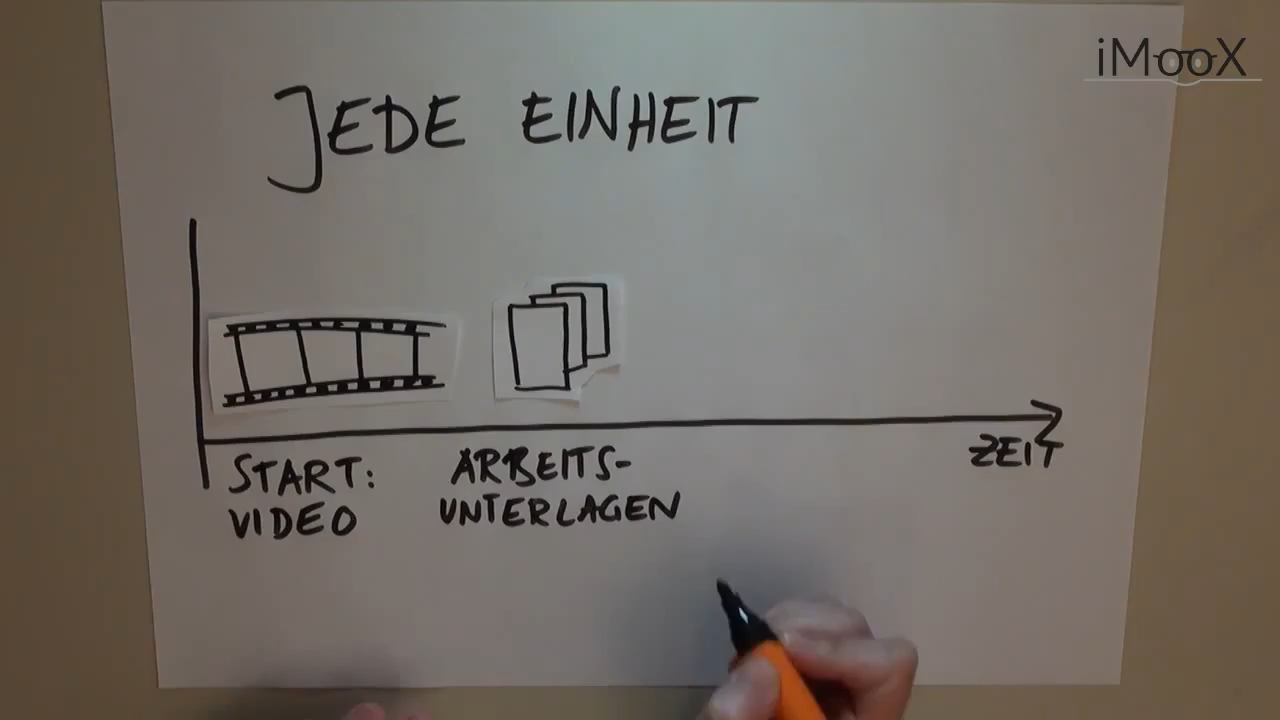 iMooX
JEDE EINHEIT
ZEIT
START:
VIDEO
ARBEITS-
UNTERLAGEN